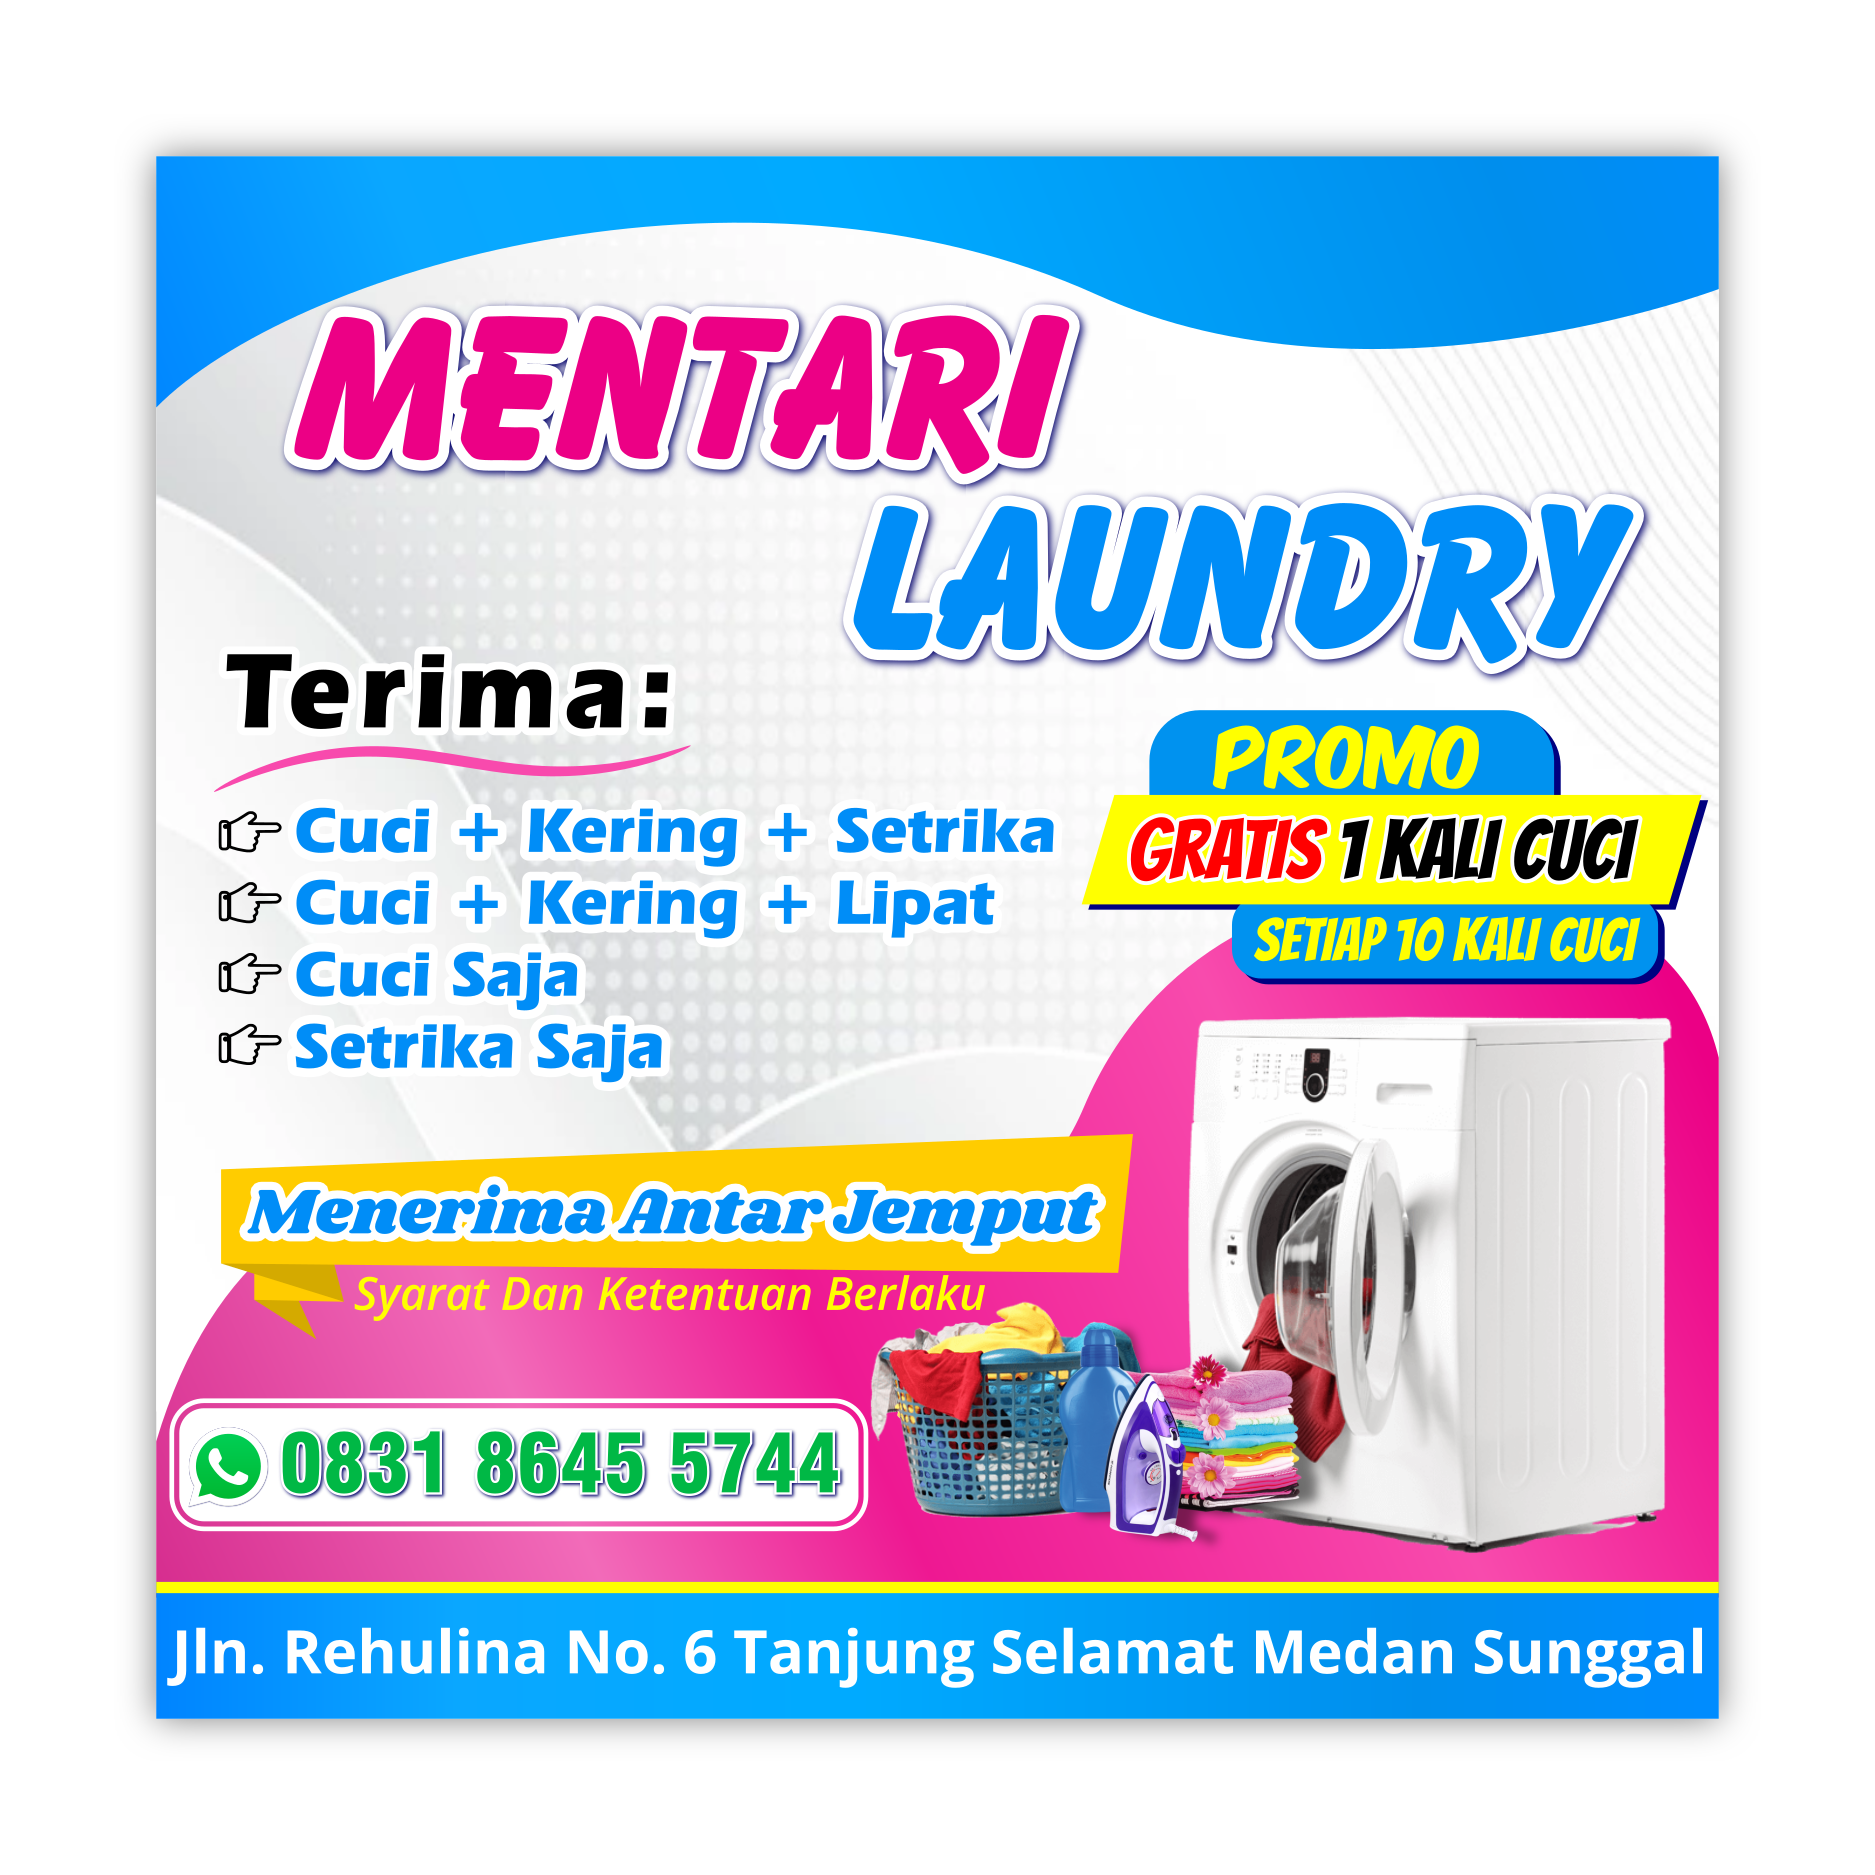 MENTARI
LAUNDRY
Terima:
Cuci + Kering + Setrika
Cuci + Kering + Lipat
Cuci Saja
Setrika Saja
PROMO
GRATIS 1 KALI CUCI
SETIAP 10 KALI CUCI
Menerima Antar Jemput
Syarat Dan Ketentuan Berlaku
0831 8645 5744
Jln. Rehulina No. 6 Tanjung Selamat Medan Sunggal